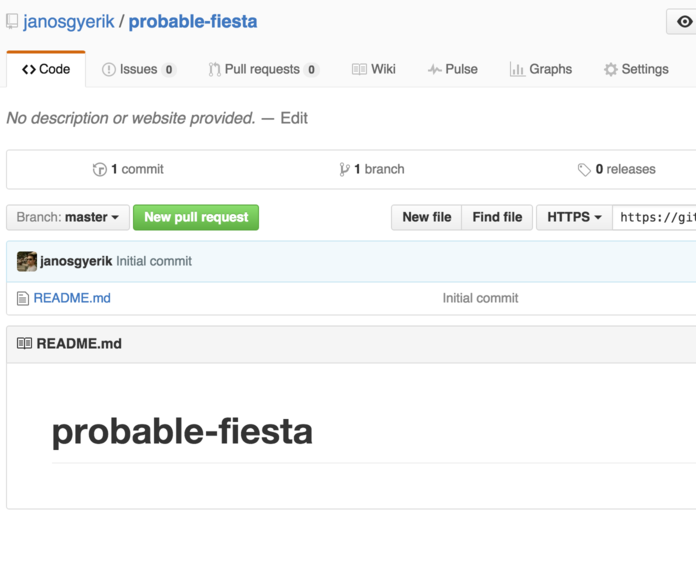 janosgyerik / probable-fiesta
Code Issues 0 Pull requests 0 Wiki Pulse Graphs Settings
No description or website provided. — Edit
1 commit 1 branch 0 releases
Branch: master New pull request New file Find file HTTPS https://git
janosgyerik Initial commit
README.md Initial commit
README.md
probable-fiesta